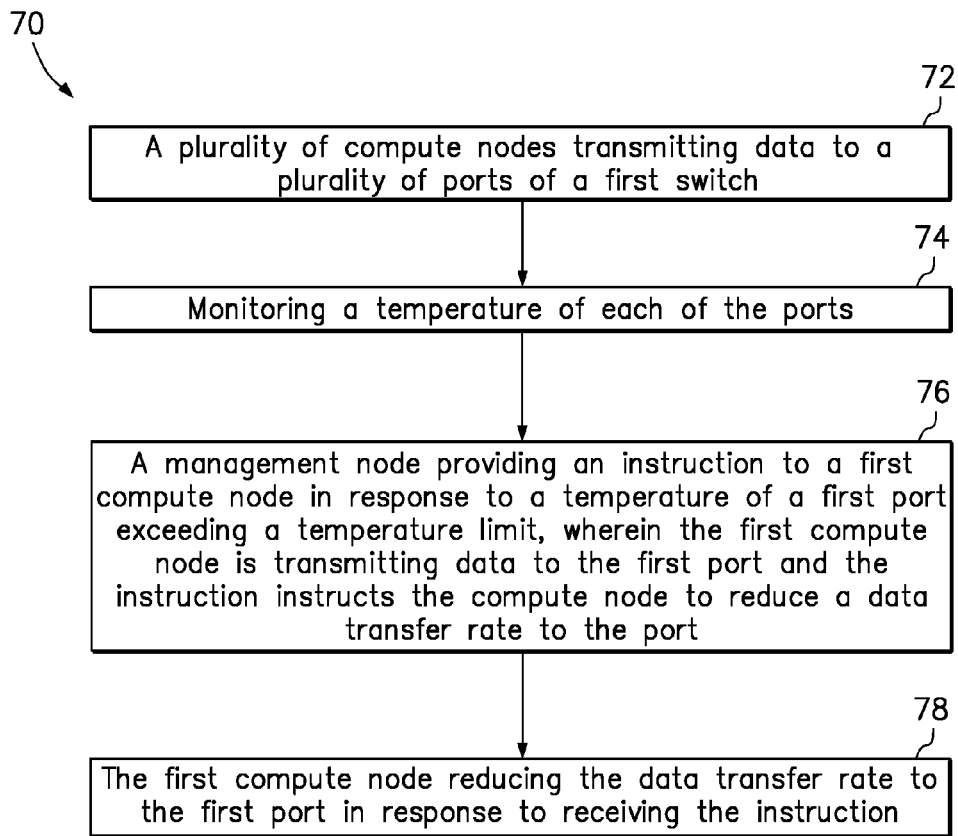 70
72
A plurality of compute nodes transmitting data to a
plurality of ports of a first switch
74
Monitoring a temperature of each of the ports
76
A management node providing an instruction to a first
compute node in response to a temperature of a first port
exceeding a temperature limit, wherein the first compute
node is transmitting data to the first port and the
instruction instructs the compute node to reduce a data
transfer rate to the port
78
The first compute node reducing the data transfer rate to
the first port in response to receiving the instruction